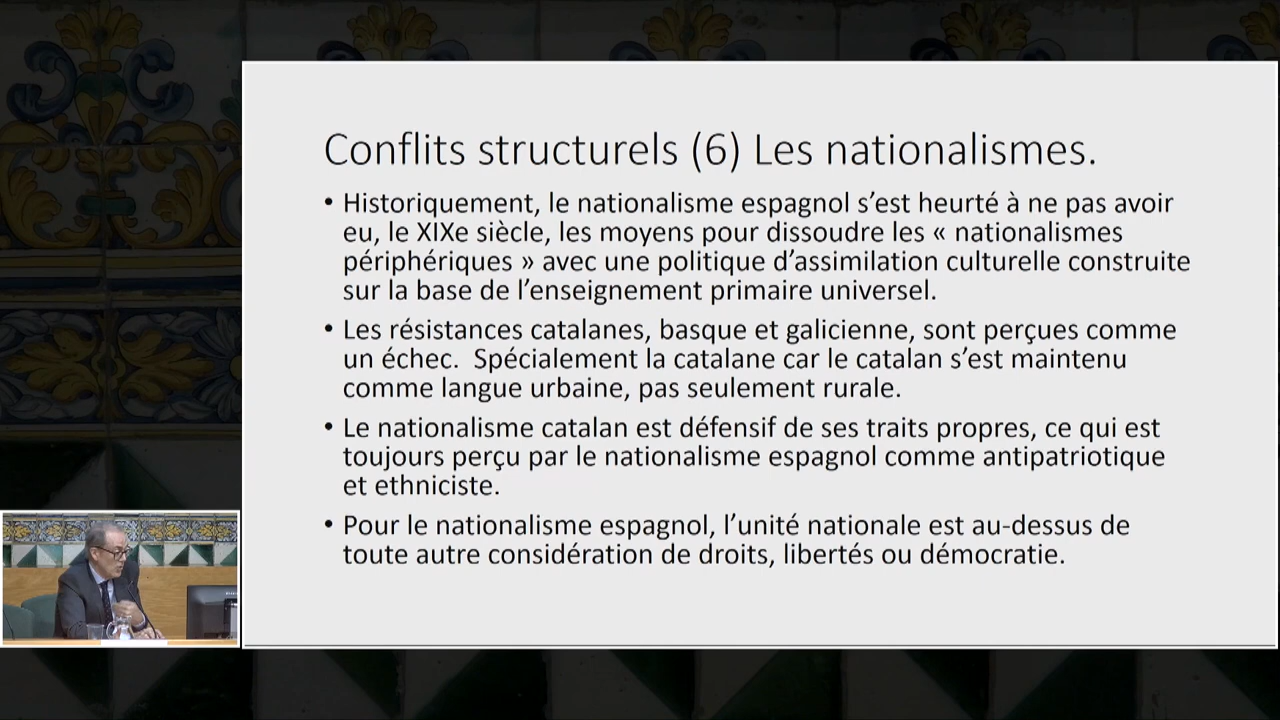 Conflits structurels (6) Les nationalismes.
• Historiquement, le nationalisme espagnol s’est heurté à ne pas avoir
eu, le XIXe siècle, les moyens pour dissoudre les « nationalismes
périphériques » avec une politique d’assimilation culturelle construite
sur la base de l’enseignement primaire universel.
• Les résistances catalanes, basque et galicienne, sont perçues comme
un échec.  Spécialement la catalane car le catalan s’est maintenu
comme langue urbaine, pas seulement rurale.
• Le nationalisme catalan est défensif de ses traits propres, ce qui est
toujours perçu par le nationalisme espagnol comme antipatriotique
et ethniciste.
• Pour le nationalisme espagnol, l’unité nationale est au-dessus de
toute autre considération de droits, libertés ou démocratie.